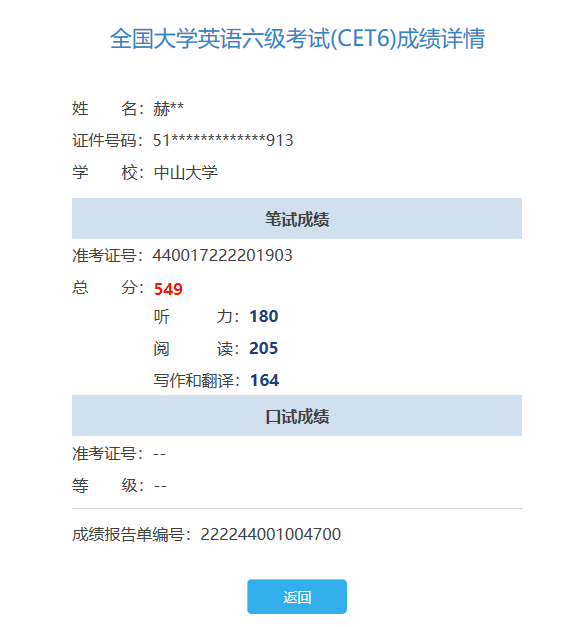 全国大学英语六级考试(CET6)成绩详情
姓 名：赫**
证件号码：51*************913
学 校：中山大学
笔试成绩
准考证号：440017222201903
总 分：549
听 力：180
阅 读：205
写作和翻译：164
口试成绩
准考证号：--
等 级：--
成绩报告单编号：222244001004700
返回